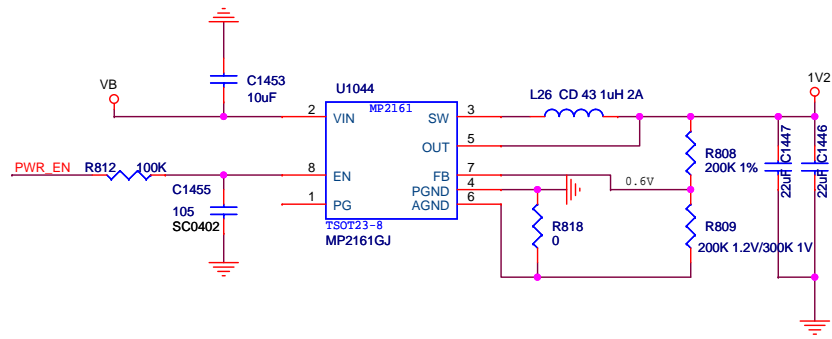 C1453
10uF
VB
U1044
MP2161
L26 CD 43 1uH 2A
1V2
2
VIN
SW
3
OUT
5
PWR_EN
R812
100K
8
EN
FB
7
0.6V
R808
200K 1%
C1447
22uF
C1446
22uF
C1455
105
SC0402
1
PG
PGND
4
AGND
6
TSOT23-8
MP2161GJ
R818
0
R809
200K 1.2V/300K 1V